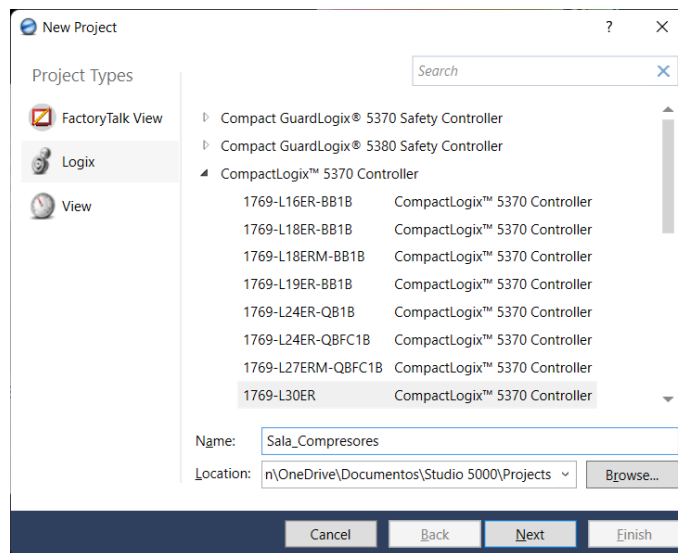 New Project
?
Project Types
Search
FactoryTalk View
Logix
View
Compact GuardLogix® 5370 Safety Controller
Compact GuardLogix® 5380 Safety Controller
CompactLogix™ 5370 Controller
1769-L16ER-BB1B CompactLogix™ 5370 Controller
1769-L18ER-BB1B CompactLogix™ 5370 Controller
1769-L18ERM-BB1B CompactLogix™ 5370 Controller
1769-L19ER-BB1B CompactLogix™ 5370 Controller
1769-L24ER-QB1B CompactLogix™ 5370 Controller
1769-L24ER-QBFC1B CompactLogix™ 5370 Controller
1769-L27ERM-QBFC1B CompactLogix™ 5370 Controller
1769-L30ER CompactLogix™ 5370 Controller
Name: Sala_Compresores
Location: n\OneDrive\Documentos\Studio 5000\Projects Browse...
Cancel Back Next Finish